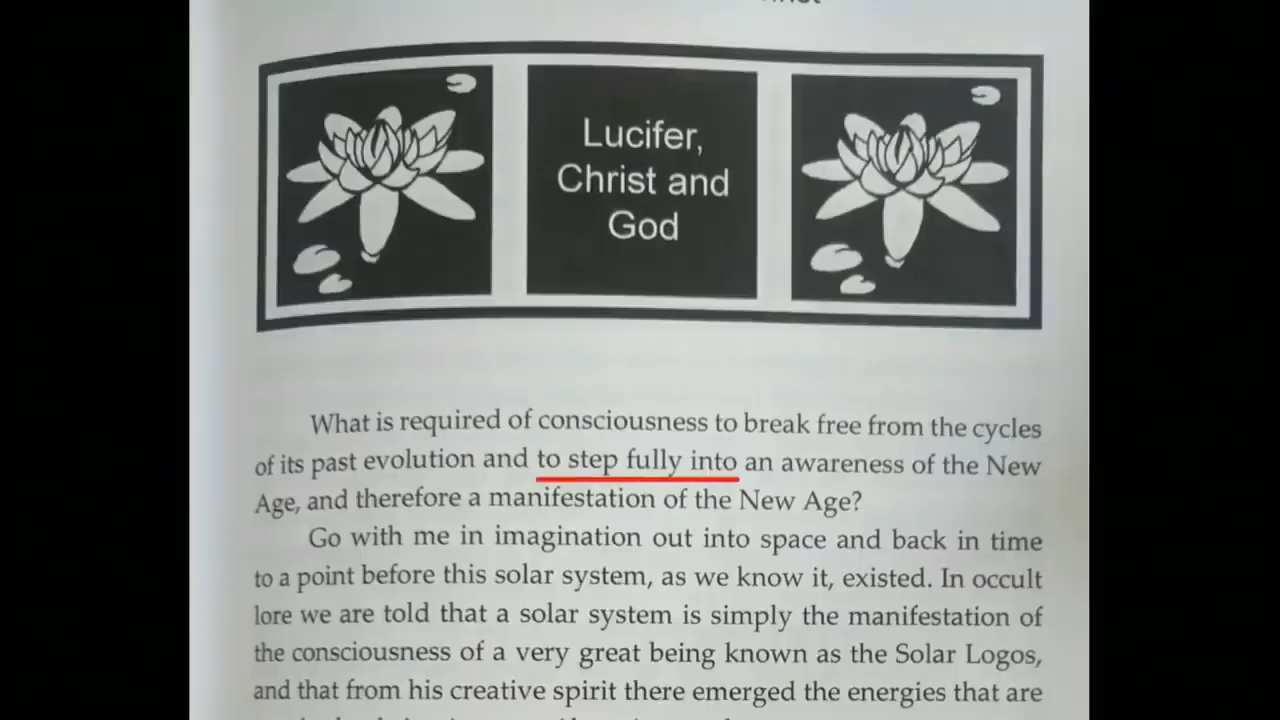 Lucifer,
Christ and
God
What is required of consciousness to break free from the cycles
of its past evolution and to step fully into an awareness of the New
Age, and therefore a manifestation of the New Age?
Go with me in imagination out into space and back in time
to a point before this solar system, as we know it, existed. In occult
lore we are told that a solar system is simply the manifestation of
the consciousness of a very great being known as the Solar Logos,
and that from his creative spirit there emerged the energies that are